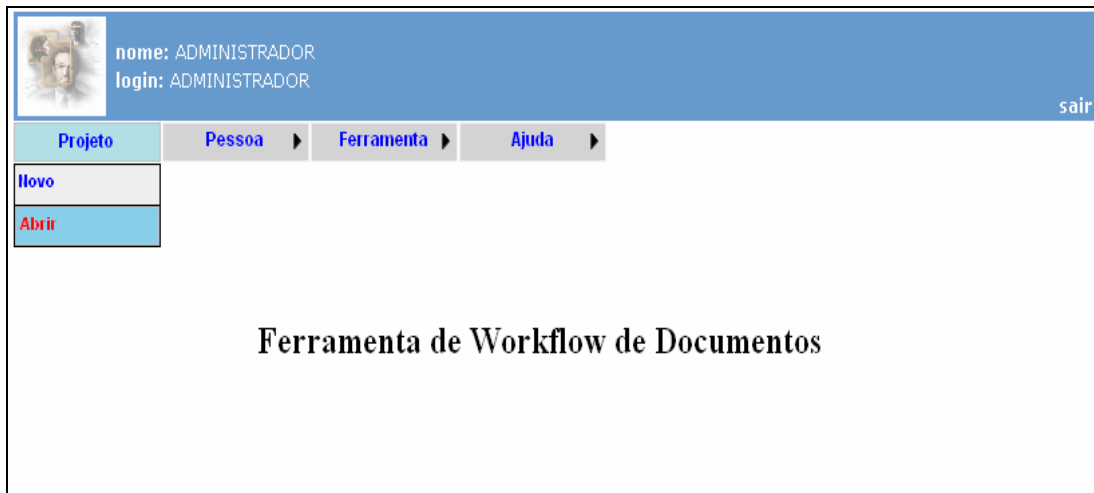 nome: ADMINISTRADOR
login: ADMINISTRADOR
sair
Projeto Pessoa Ferramenta Ajuda
Novo
Abrir
Ferramenta de Workflow de Documentos